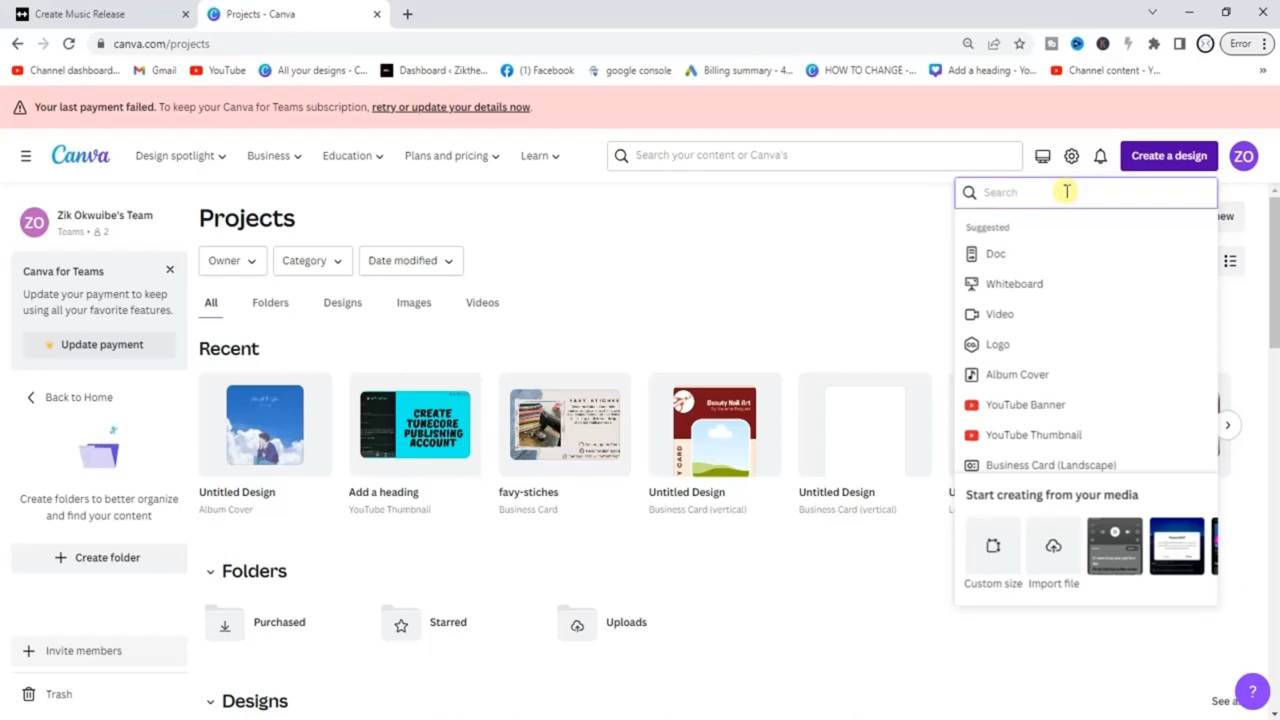 Create Music Release
Projects - Canva
canva.com/projects
Error
Channel dashboard...
Gmail
YouTube
All your designs - C...
Dashboard < Zikthe...
(1) Facebook
google console
Billing summary - 4...
HOW TO CHANGE -...
Add a heading - Yo...
Channel content - Y...
Your last payment failed. To keep your Canva for Teams subscription, retry or update your details now.
Canva
Design spotlight
Business
Education
Plans and pricing
Learn
Search your content or Canva's
Create a design
ZO
ZO
Zik Okwuibe's Team
Teams • 2
Canva for Teams
Update your payment to keep
using all your favorite features.
Update payment
Back to Home
Create folders to better organize
and find your content
Create folder
Invite members
Trash
Projects
Owner
Category
Date modified
All
Folders
Designs
Images
Videos
Recent
CREATE
TUNECORE
PUBLISHING
ACCOUNT
FAVY-STICHES
Beauty Nail Art
CARD
Untitled Design
Album Cover
Add a heading
YouTube Thumbnail
favy-stiches
Business Card
Untitled Design
Business Card (vertical)
Untitled Design
Business Card (vertical)
Folders
Purchased
Starred
Uploads
Designs
Search
Suggested
Doc
Whiteboard
Video
Logo
Album Cover
YouTube Banner
YouTube Thumbnail
Business Card (Landscape)
Start creating from your media
Custom size
Import file
ew
See a
?